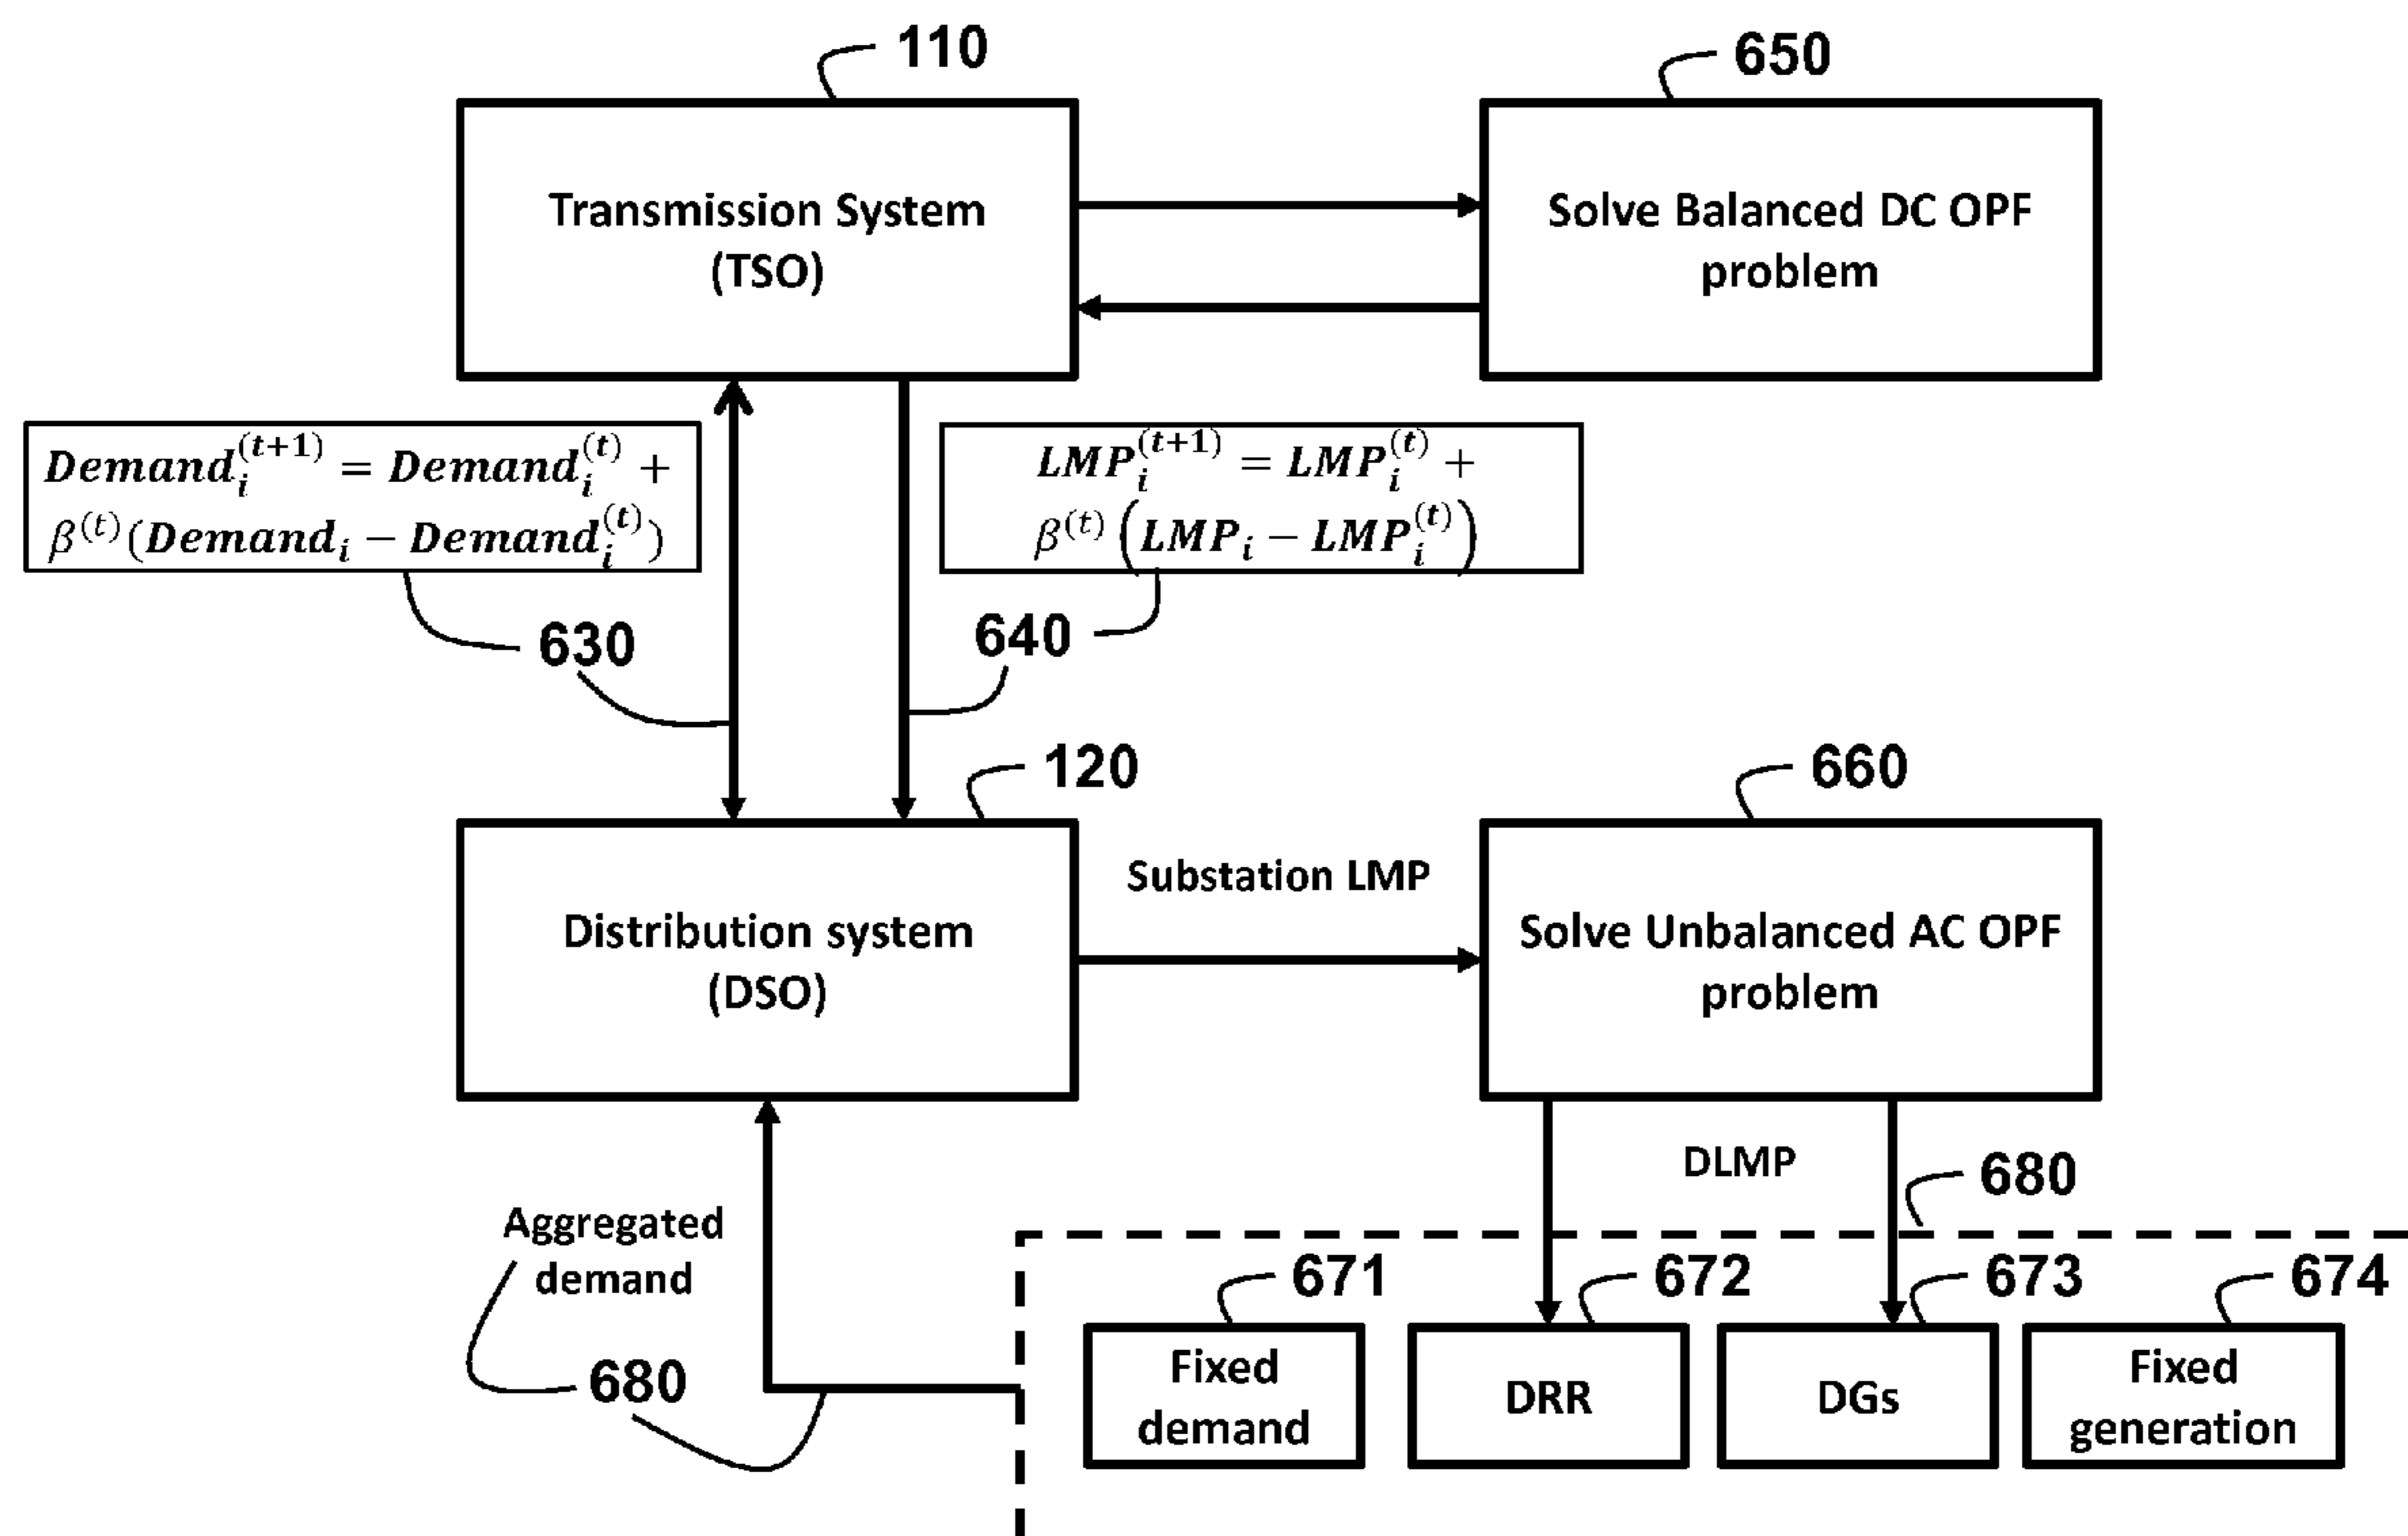 110
650
Transmission System
(TSO)
Solve Balanced DC OPF
problem
Demand_i^(t+1) = Demand_i^(t) +
β^(t)(Demand_i − Demand_i^(t))
LMP_i^(t+1) = LMP_i^(t) +
β^(t)(LMP_i − LMP_i^(t))
630
640
120
660
Distribution system
(DSO)
Substation LMP
Solve Unbalanced AC OPF
problem
DLMP
680
Aggregated
demand
680
671
672
673
674
Fixed
demand
DRR
DGs
Fixed
generation